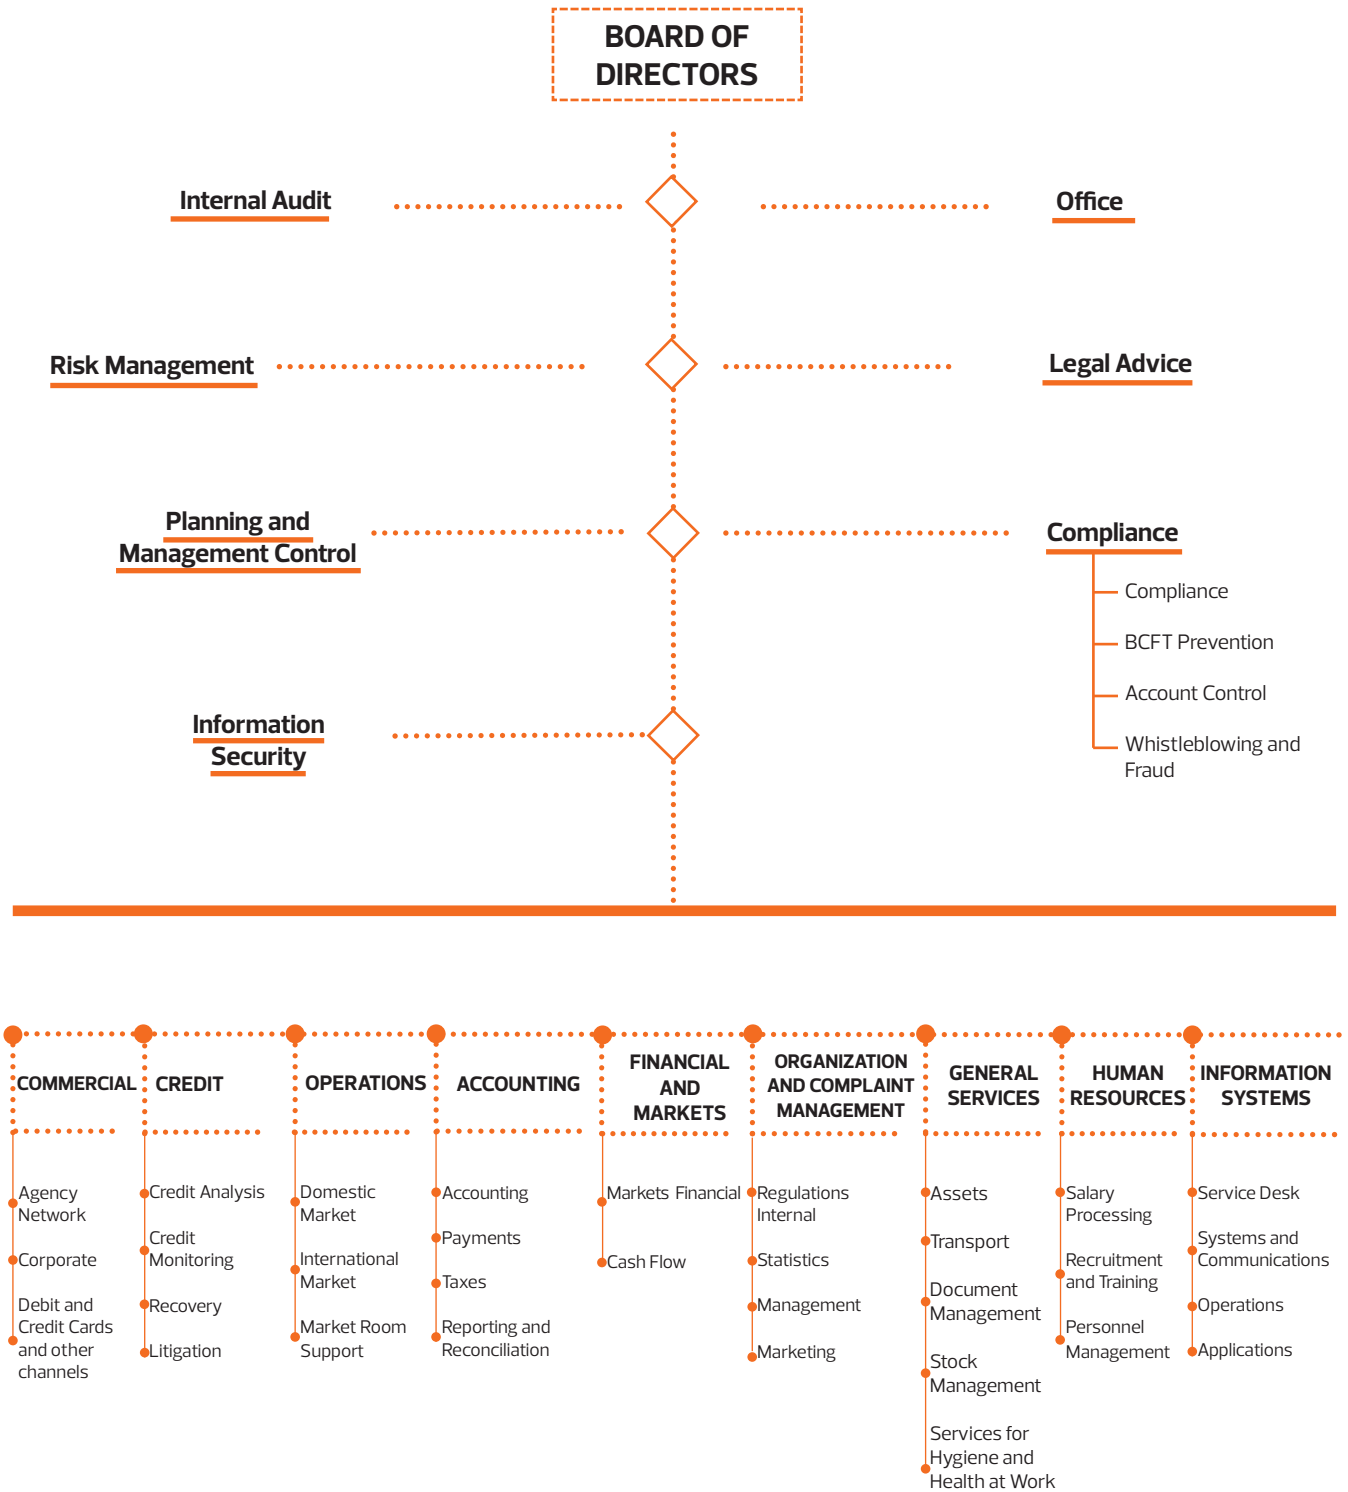 BOARD OF
DIRECTORS
Internal Audit
Office
Risk Management
Legal Advice
Planning and
Management Control
Compliance
Compliance
BCFT Prevention
Account Control
Whistleblowing and
Fraud
Information
Security
COMMERCIAL
Agency
Network
Corporate
Debit and
Credit Cards
and other
channels
CREDIT
Credit Analysis
Credit
Monitoring
Recovery
Litigation
OPERATIONS
Domestic
Market
International
Market
Market Room
Support
ACCOUNTING
Accounting
Payments
Taxes
Reporting and
Reconciliation
FINANCIAL
AND
MARKETS
Markets Financial
Cash Flow
ORGANIZATION
AND COMPLAINT
MANAGEMENT
Regulations
Internal
Statistics
Management
Marketing
GENERAL
SERVICES
Assets
Transport
Document
Management
Stock
Management
Services for
Hygiene and
Health at Work
HUMAN
RESOURCES
Salary
Processing
Recruitment
and Training
Personnel
Management
INFORMATION
SYSTEMS
Service Desk
Systems and
Communications
Operations
Applications